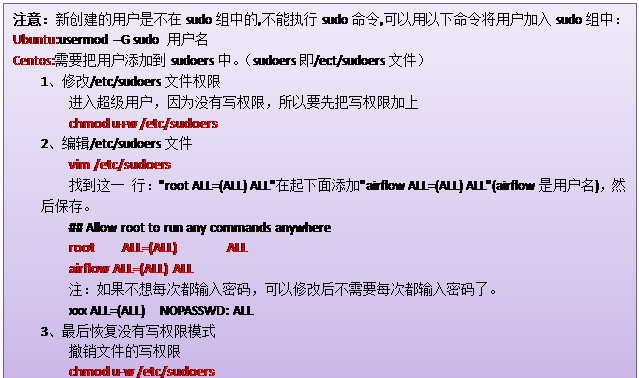 注意：新创建的用户是不在 sudo 组中的,不能执行 sudo 命令,可以用以下命令将用户加入 sudo 组中：
Ubuntu:usermod –G sudo 用户名
Centos:需要把用户添加到 sudoers 中。（sudoers 即/ect/sudoers 文件）
1、修改/etc/sudoers 文件权限
进入超级用户，因为没有写权限，所以要先把写权限加上
chmod u+w /etc/sudoers
2、编辑/etc/sudoers 文件
vim /etc/sudoers
找到这一 行："root ALL=(ALL) ALL"在起下面添加"airflow ALL=(ALL) ALL"(airflow 是用户名)，然
后保存。
## Allow root to run any commands anywhere
root ALL=(ALL) ALL
airflow ALL=(ALL) ALL
注：如果不想每次都输入密码，可以修改后不需要每次都输入密码了。
xxx ALL=(ALL) NOPASSWD: ALL
3、最后恢复没有写权限模式
撤销文件的写权限
chmod u-w /etc/sudoers